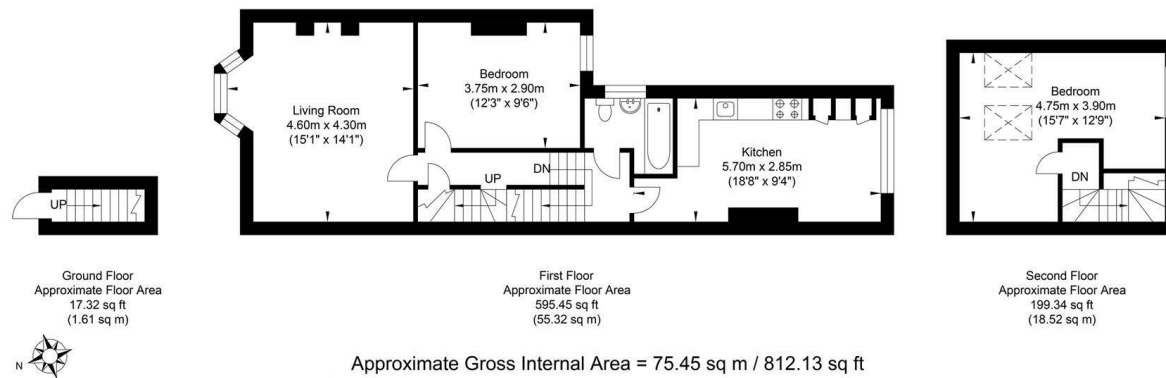 Living Room
4.60m x 4.30m
(15'1" x 14'1")
Bedroom
3.75m x 2.90m
(12'3" x 9'6")
Kitchen
5.70m x 2.85m
(18'8" x 9'4")
Bedroom
4.75m x 3.90m
(15'7" x 12'9")
UP
UP
DN
DN
Ground Floor
Approximate Floor Area
17.32 sq ft
(1.61 sq m)
First Floor
Approximate Floor Area
595.45 sq ft
(55.32 sq m)
Second Floor
Approximate Floor Area
199.34 sq ft
(18.52 sq m)
N
Approximate Gross Internal Area = 75.45 sq m / 812.13 sq ft